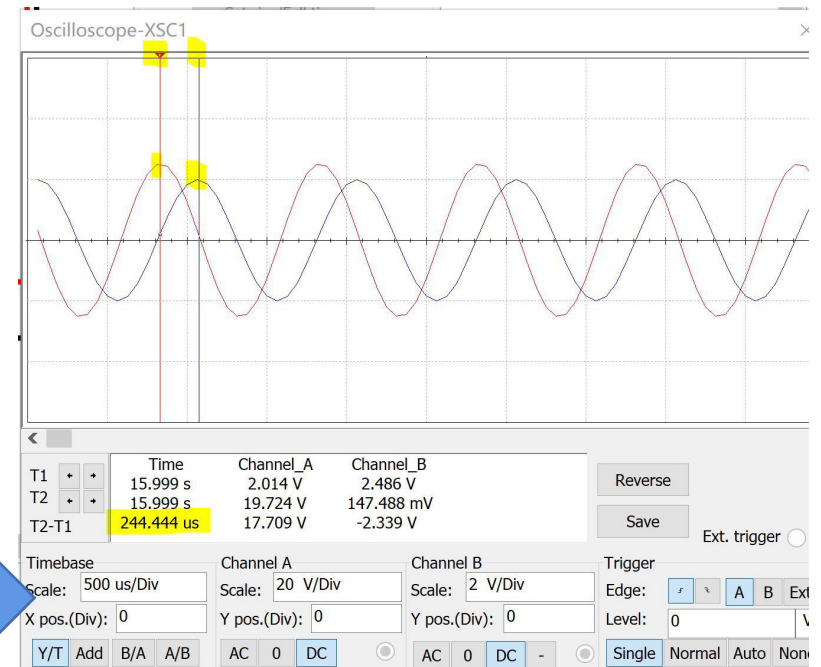 Oscilloscope-XSC1
Time Channel_A Channel_B
T1 15.999 s 2.014 V 2.486 V
T2 15.999 s 19.724 V 147.488 mV
T2-T1 244.444 us 17.709 V -2.339 V
Reverse
Save
Ext. trigger
Timebase Channel A Channel B Trigger
Scale: 500 us/Div Scale: 20 V/Div Scale: 2 V/Div Edge: A B Ext
X pos.(Div): 0 Y pos.(Div): 0 Y pos.(Div): 0 Level: 0 V
Y/T Add B/A A/B AC 0 DC AC 0 DC - Single Normal Auto None